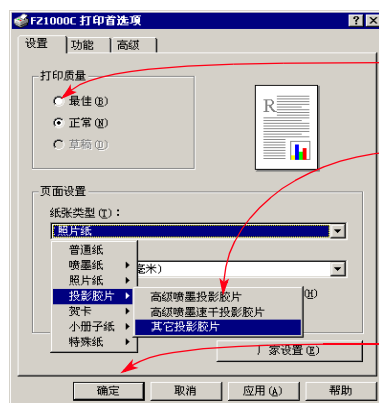 FZ1000C 打印首选项
设置 功能 高级
打印质量
最佳(B)
正常(N)
草稿(D)
R
页面设置
纸张类型(T)：
照片纸
普通纸
喷墨纸
毫米)
照片纸
投影胶片
高级喷墨投影胶片
(H)
贺卡
高级喷墨速干投影胶片
小册子纸
其它投影胶片
特殊纸
厂家设置(E)
确定 取消 应用(A) 帮助